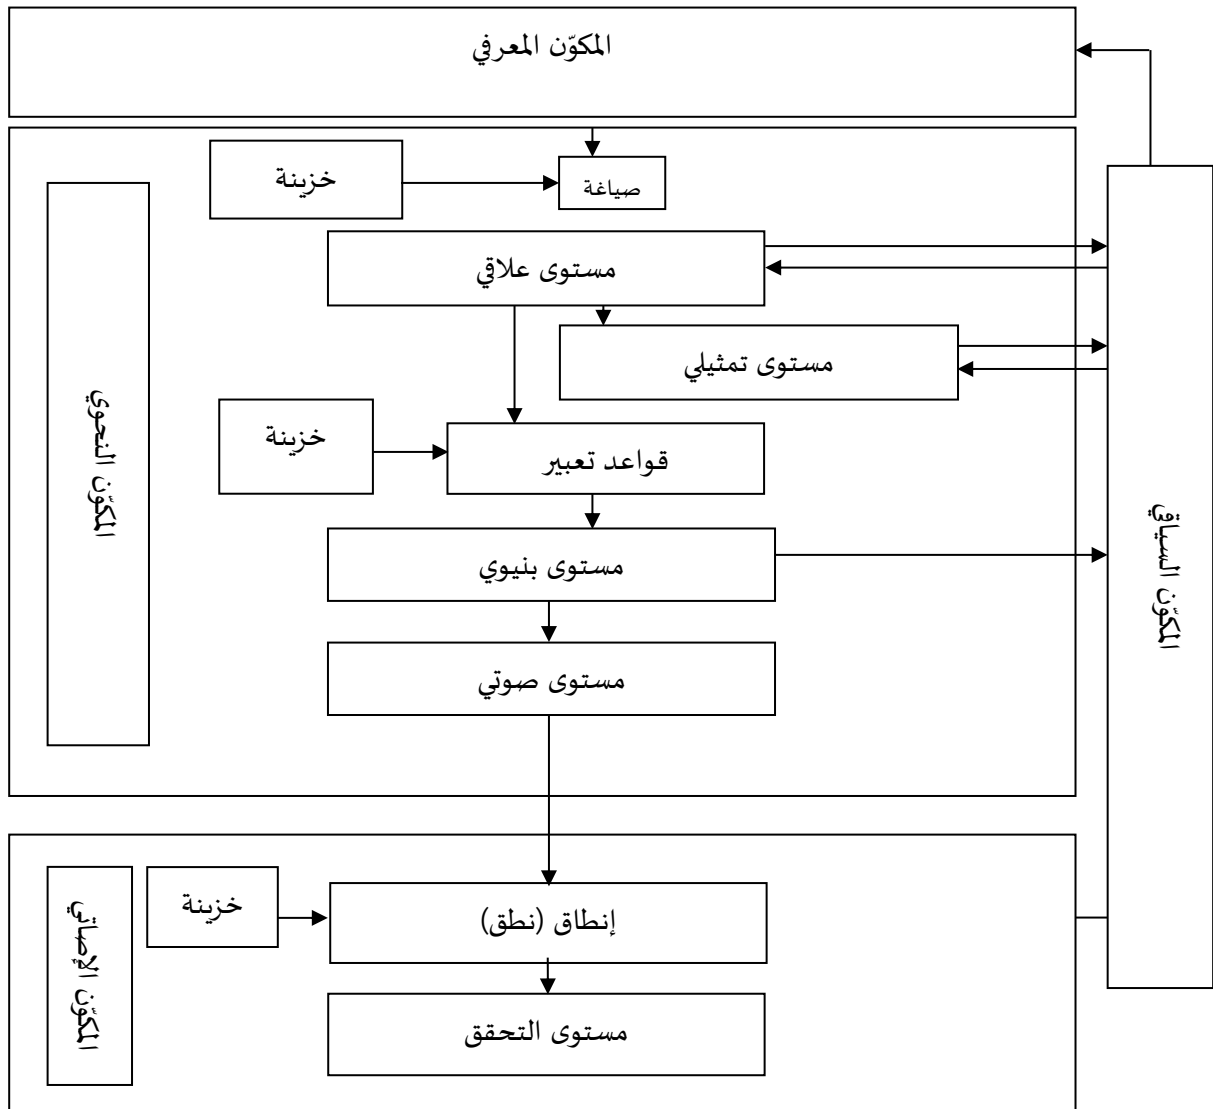 المكوّن المعرفي
خزينة
صياغة
مستوى علاقي
مستوى تمثيلي
خزينة
قواعد تعبير
مستوى بنيوي
مستوى صوتي
المكوّن النحوي
المكوّن السياقي
خزينة
إنطاق (نطق)
مستوى التحقق
المكوّن الإصاتي